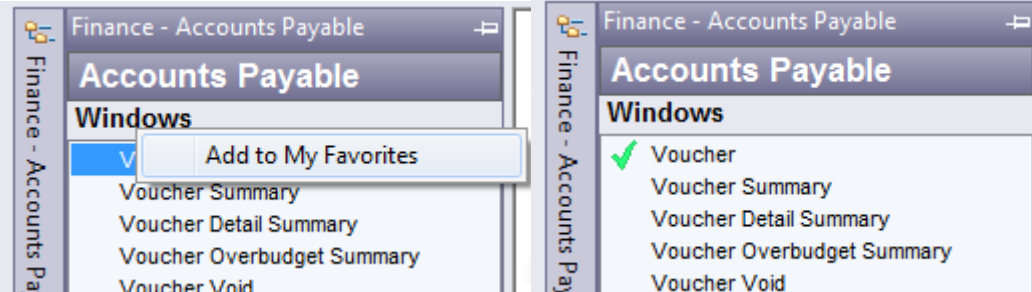 Finance - Accounts Payable
Accounts Payable
Windows
Add to My Favorites
Voucher Summary
Voucher Detail Summary
Voucher Overbudget Summary
Voucher Void
Finance - Accounts Pa
Finance - Accounts Payable
Accounts Payable
Windows
Voucher
Voucher Summary
Voucher Detail Summary
Voucher Overbudget Summary
Voucher Void
Finance - Accounts Pay